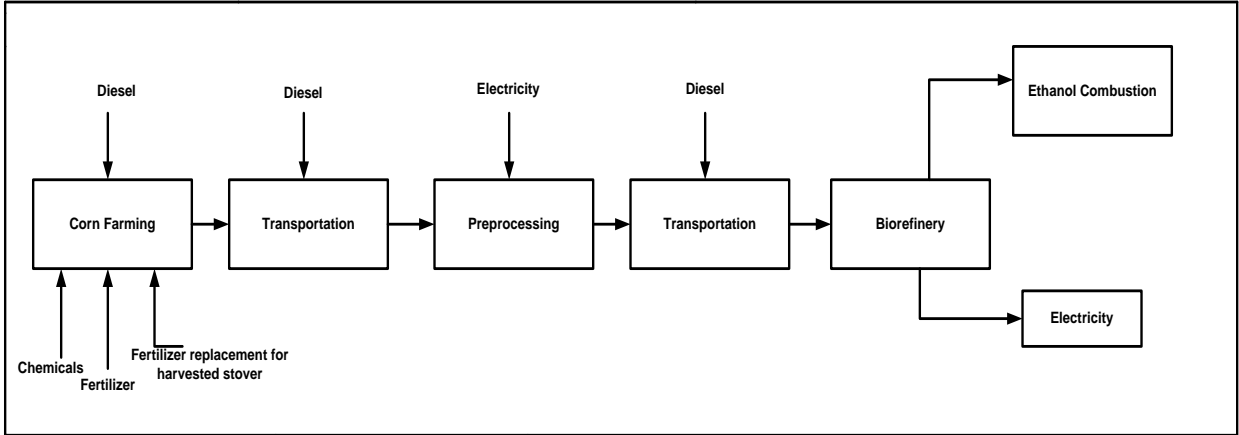 Diesel
Diesel
Electricity
Diesel
Ethanol Combustion
Corn Farming
Transportation
Preprocessing
Transportation
Biorefinery
Electricity
Chemicals
Fertilizer
Fertilizer replacement for
harvested stover